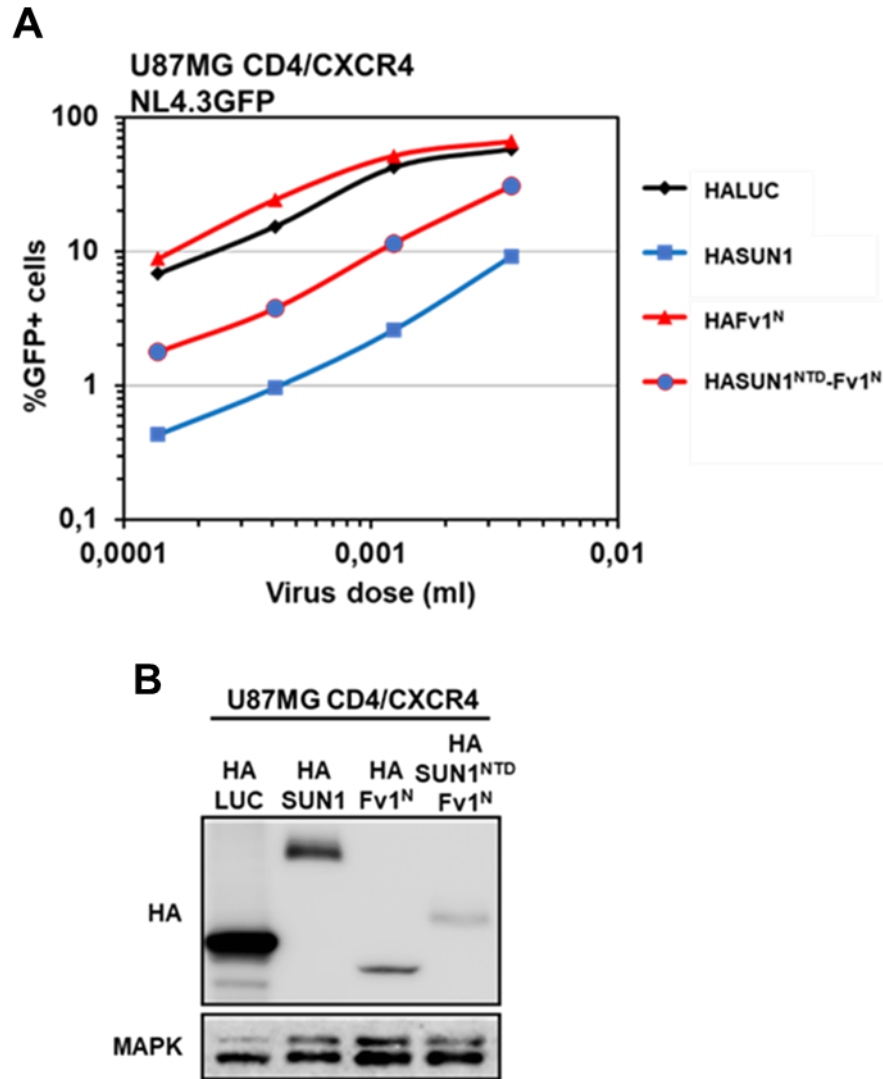 A
U87MG CD4/CXCR4
NL4.3GFP
100
10
1
0,1
%GFP+ cells
0,0001
0,001
0,01
Virus dose (ml)
HALUC
HASUN1
HAFv1ᴺ
HASUN1ᴺᵀᴰ-Fv1ᴺ
B
U87MG CD4/CXCR4
HA
LUC
HA
SUN1
HA
Fv1ᴺ
HA
SUN1ᴺᵀᴰ
Fv1ᴺ
HA
MAPK